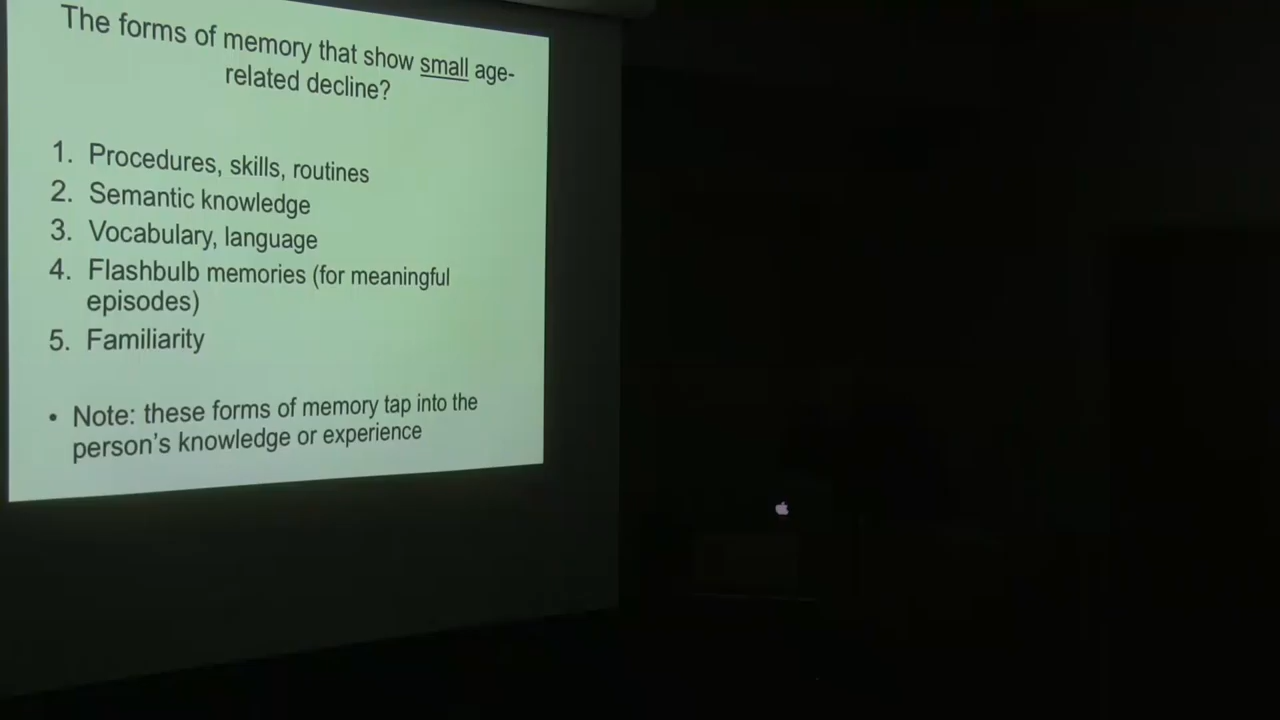 The forms of memory that show small age-
related decline?
1. Procedures, skills, routines
2. Semantic knowledge
3. Vocabulary, language
4. Flashbulb memories (for meaningful
episodes)
5. Familiarity
• Note: these forms of memory tap into the
person's knowledge or experience